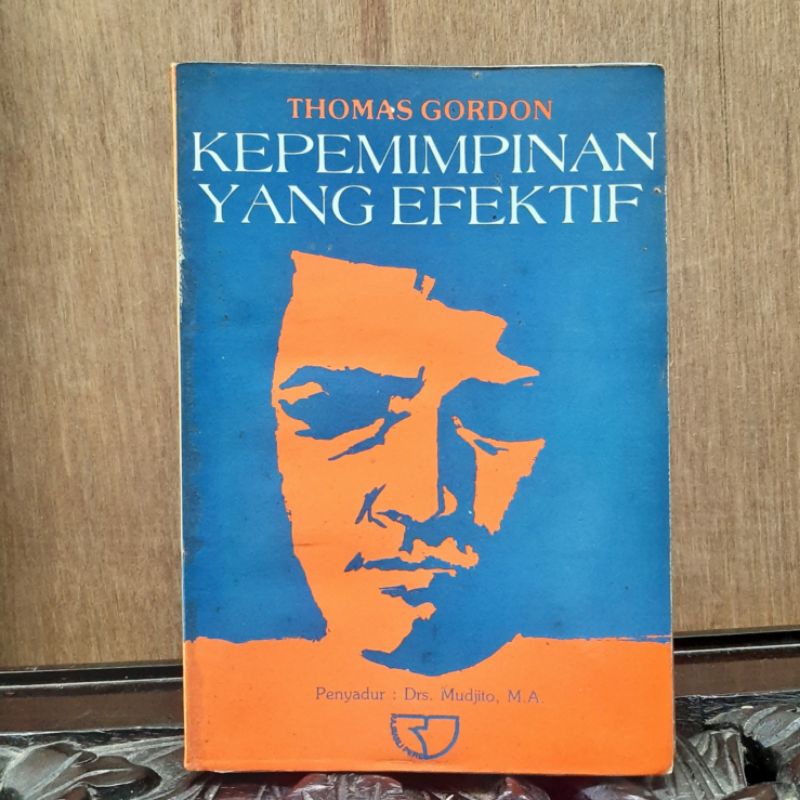 THOMAS GORDON
KEPEMIMPINAN
YANG EFEKTIF
Penyadur : Drs. Mudjito, M.A.